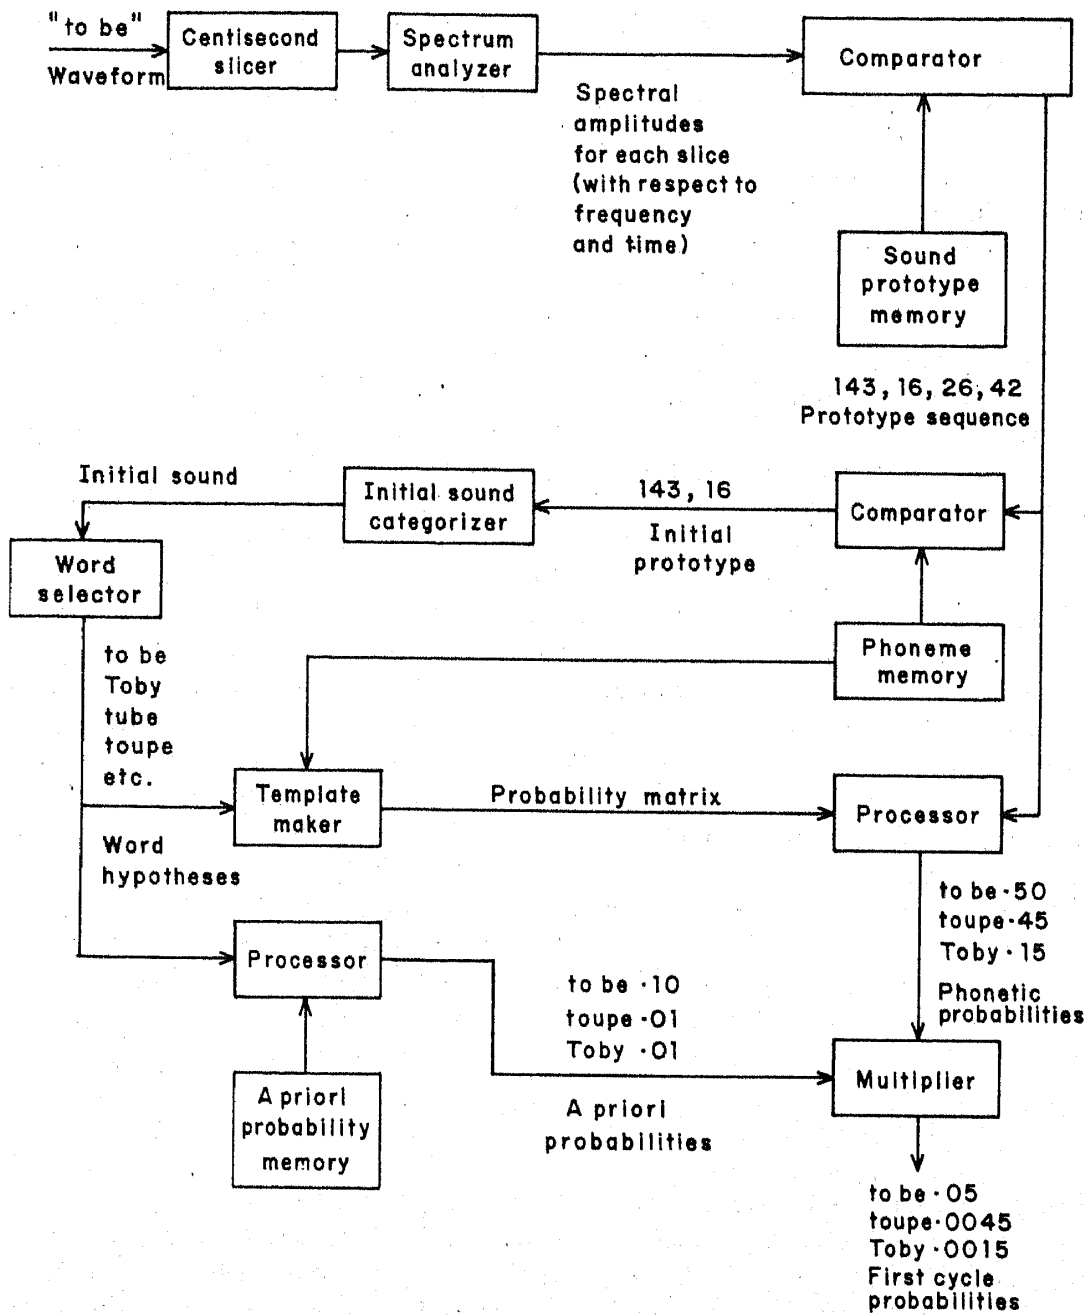 "to be"
Waveform
Centisecond
slicer
Spectrum
analyzer
Spectral
amplitudes
for each slice
(with respect to
frequency
and time)
Comparator
Sound
prototype
memory
143, 16, 26, 42
Prototype sequence
Comparator
143, 16
Initial
prototype
Initial sound
categorizer
Initial sound
Word
selector
Phoneme
memory
to be
Toby
tube
toupe
etc.
Template
maker
Probability matrix
Processor
Word
hypotheses
to be ·50
toupe ·45
Toby ·15
Phonetic
probabilities
Processor
to be ·10
toupe ·01
Toby ·01
A priori
probabilities
A priori
probability
memory
Multiplier
to be ·05
toupe ·0045
Toby ·0015
First cycle
probabilities